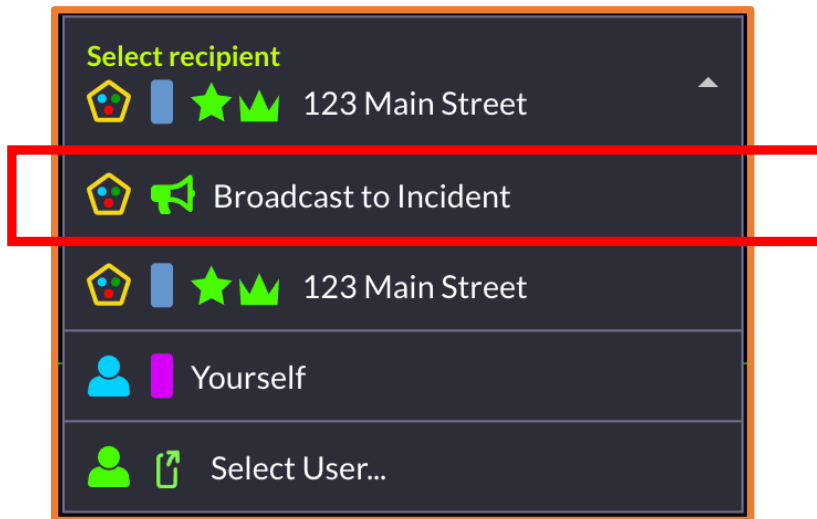 Select recipient
123 Main Street
Broadcast to Incident
123 Main Street
Yourself
Select User...